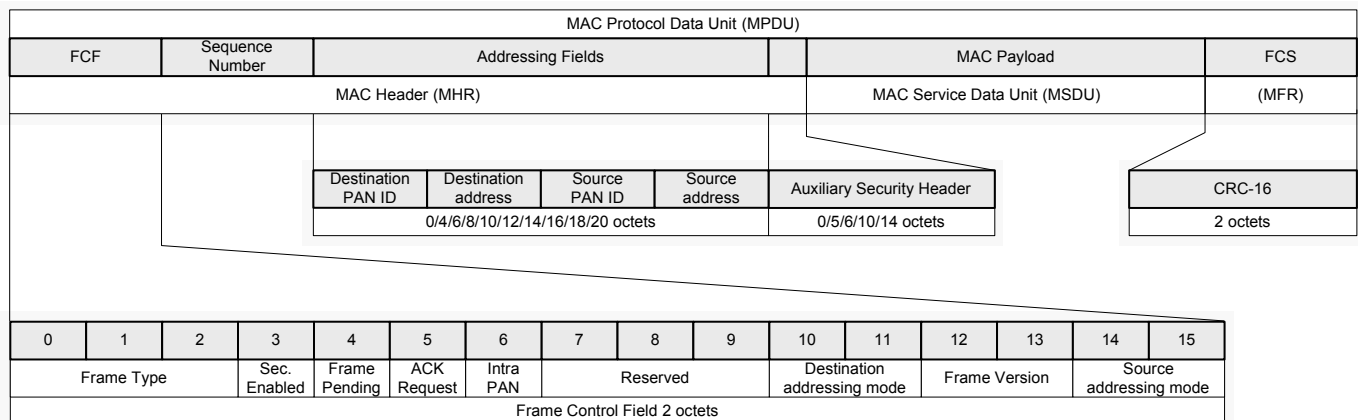 MAC Protocol Data Unit (MPDU)
FCF
Sequence
Number
Addressing Fields
MAC Payload
FCS
MAC Header (MHR)
MAC Service Data Unit (MSDU)
(MFR)
Destination
PAN ID
Destination
address
Source
PAN ID
Source
address
Auxiliary Security Header
CRC-16
0/4/6/8/10/12/14/16/18/20 octets
0/5/6/10/14 octets
2 octets
0 1 2 3 4 5 6 7 8 9 10 11 12 13 14 15
Frame Type
Sec.
Enabled
Frame
Pending
ACK
Request
Intra
PAN
Reserved
Destination
addressing mode
Frame Version
Source
addressing mode
Frame Control Field 2 octets